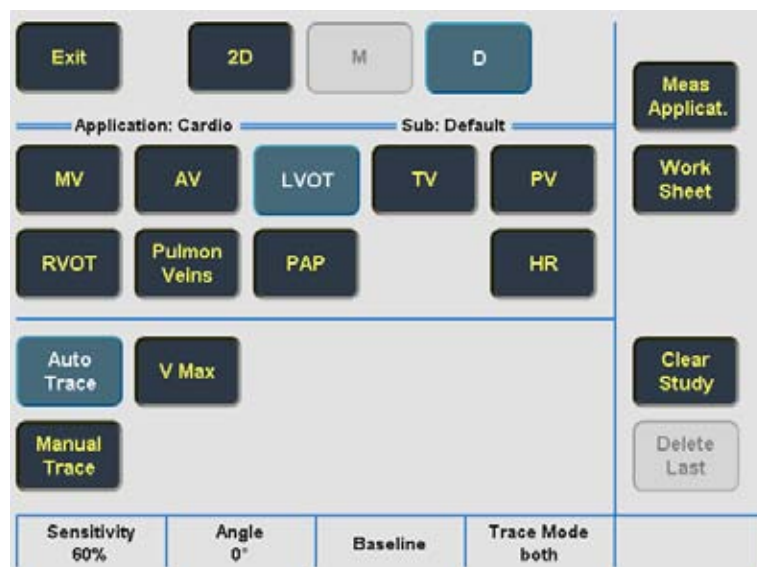 Exit
2D
M
D
Meas
Applicat.
Application: Cardio
Sub: Default
MV
AV
LVOT
TV
PV
Work
Sheet
RVOT
Pulmon
Veins
PAP
HR
Auto
Trace
V Max
Clear
Study
Manual
Trace
Delete
Last
Sensitivity
60%
Angle
0°
Baseline
Trace Mode
both